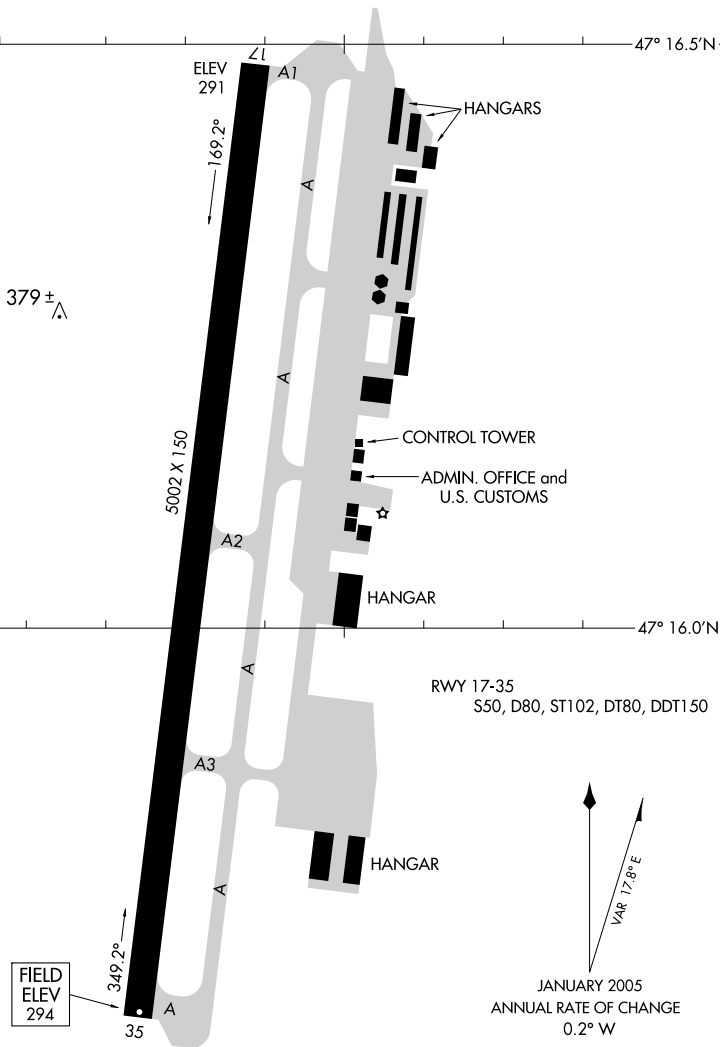 47° 16.5'N
17
ELEV
291
A1
HANGARS
169.2°
A
379 ±
A
5002 X 150
CONTROL TOWER
ADMIN. OFFICE and
U.S. CUSTOMS
A2
HANGAR
47° 16.0'N
A
RWY 17-35
S50, D80, ST102, DT80, DDT150
A3
HANGAR
A
VAR 17.8° E
349.2°
FIELD
ELEV
294
A
35
JANUARY 2005
ANNUAL RATE OF CHANGE
0.2° W